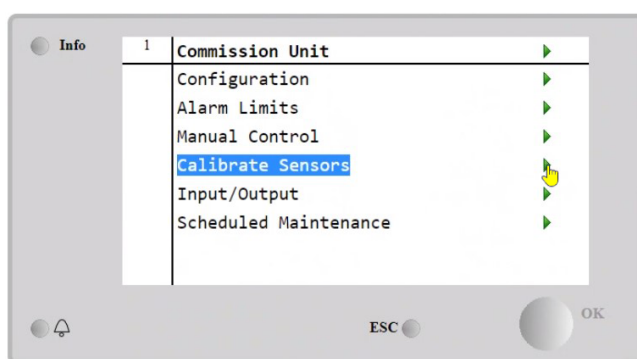 Info
1 Commission Unit
Configuration
Alarm Limits
Manual Control
Calibrate Sensors
Input/Output
Scheduled Maintenance
ESC
OK